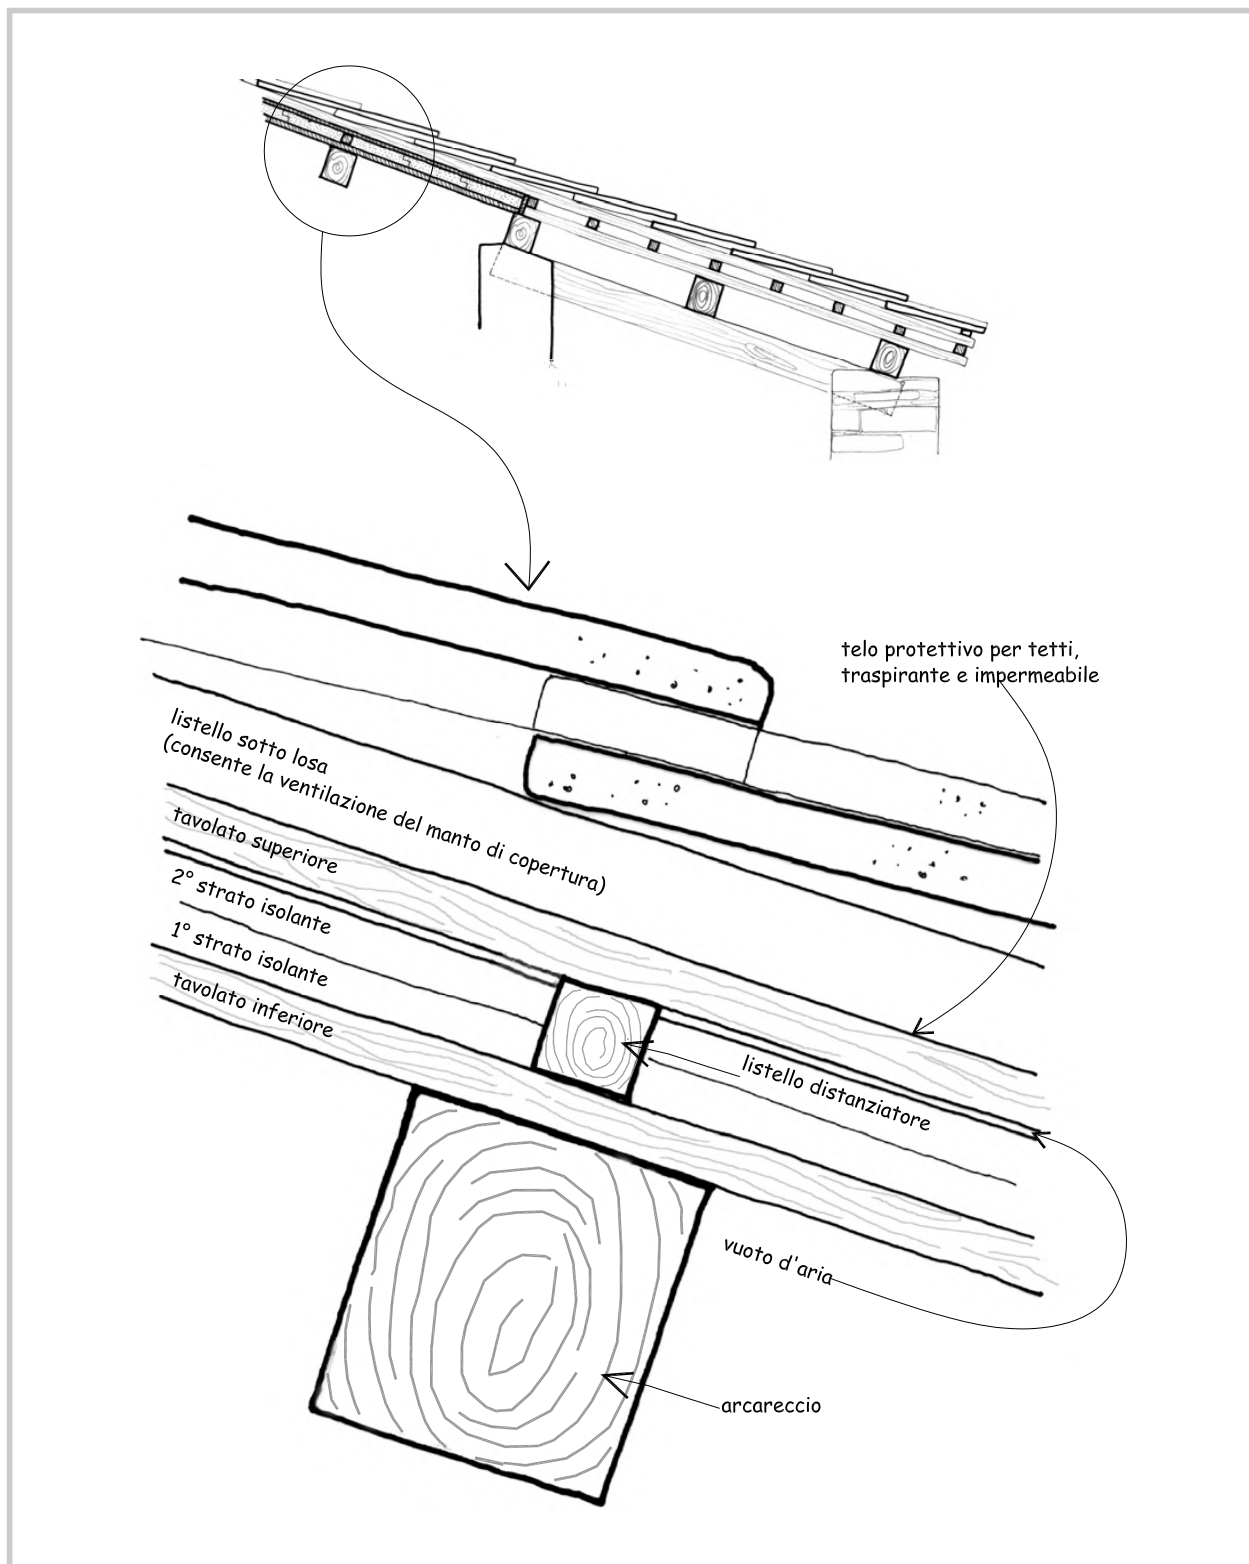 telo protettivo per tetti,
traspirante e impermeabile
listello sotto losa
(consente la ventilazione del manto di copertura)
tavolato superiore
2° strato isolante
1° strato isolante
tavolato inferiore
listello distanziatore
vuoto d'aria
arcareccio